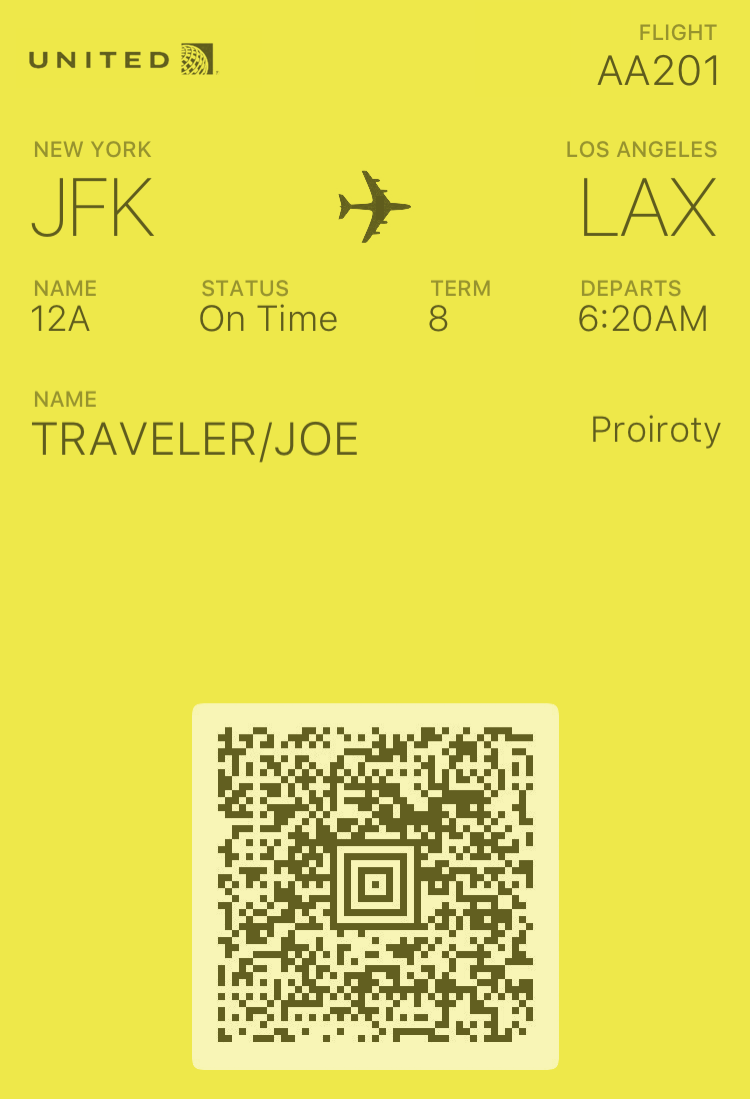 UNITED
FLIGHT
AA201
NEW YORK
LOS ANGELES
JFK
LAX
NAME
STATUS
TERM
DEPARTS
12A
On Time
8
6:20AM
NAME
TRAVELER/JOE
Proiroty